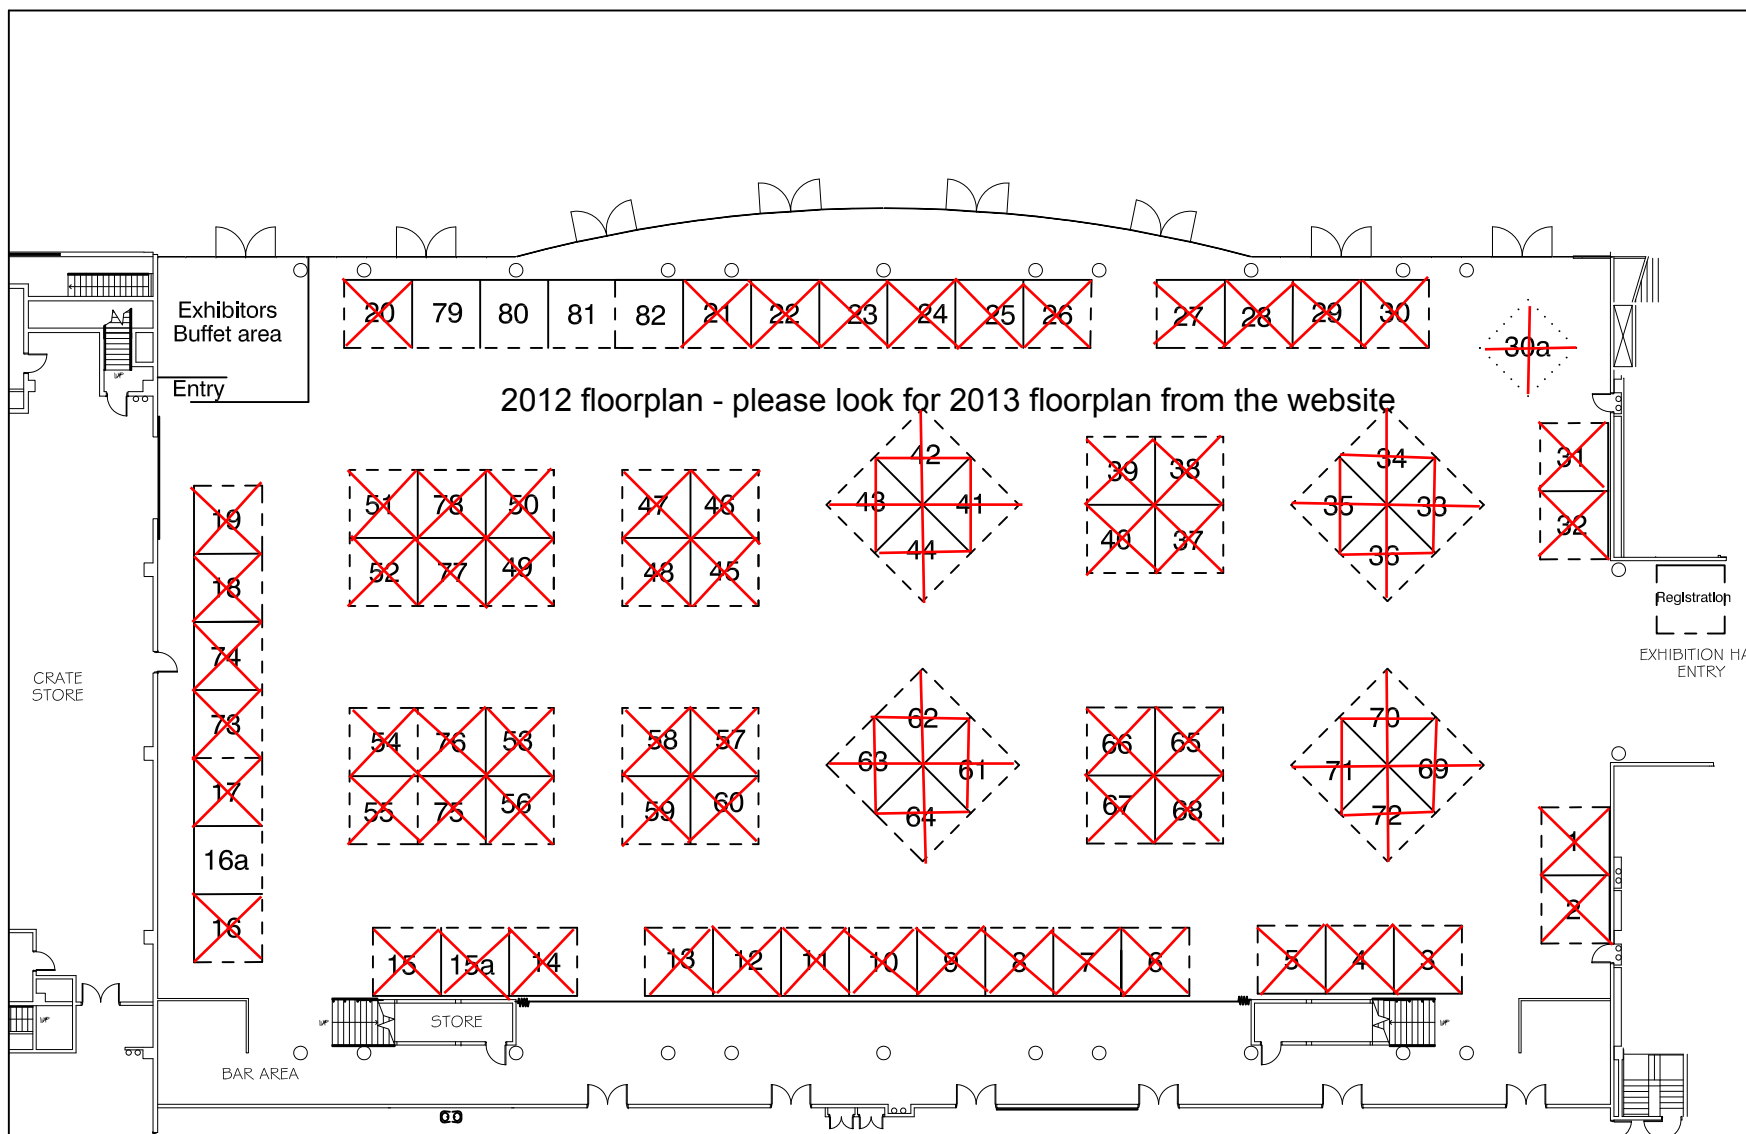 Exhibitors
Buffet area
Entry
20 79 80 81 82 21 22 23 24 25 26 27 28 29 30
30a
2012 floorplan - please look for 2013 floorplan from the website
42 34
39 38 31
51 78 50 47 46 43 41 35 33
19 32
52 77 49 48 45 44 40 37 36
18
Registration
EXHIBITION HA
ENTRY
74
CRATE
STORE
73
62 70
54 76 53 58 57 66 65
63 61 71 69
17
55 75 56 59 60 64 67 68 72
1
16a
2
16
15 15a 14 13 12 11 10 9 8 7 6 5 4 3
UP STORE UP
BAR AREA
UP
UP